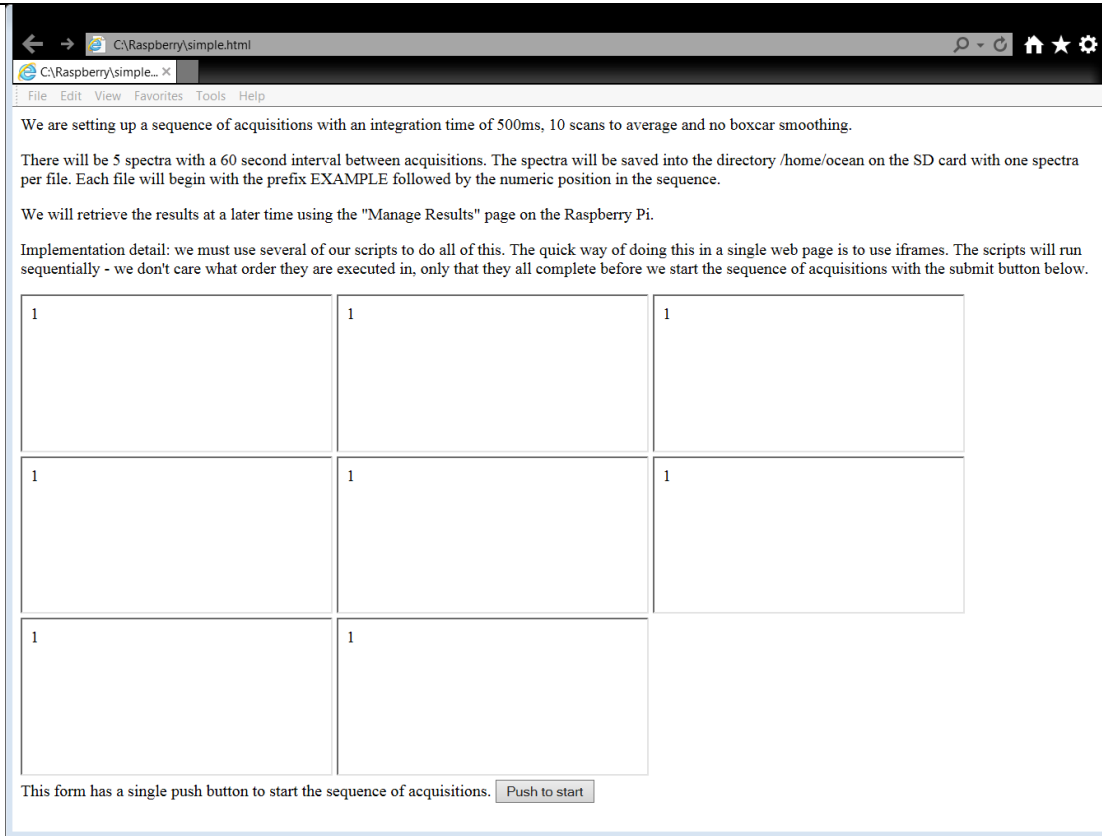 C:\Raspberry\simple.html
C:\Raspberry\simple...
File Edit View Favorites Tools Help
We are setting up a sequence of acquisitions with an integration time of 500ms, 10 scans to average and no boxcar smoothing.
There will be 5 spectra with a 60 second interval between acquisitions. The spectra will be saved into the directory /home/ocean on the SD card with one spectra
per file. Each file will begin with the prefix EXAMPLE followed by the numeric position in the sequence.
We will retrieve the results at a later time using the "Manage Results" page on the Raspberry Pi.
Implementation detail: we must use several of our scripts to do all of this. The quick way of doing this in a single web page is to use iframes. The scripts will run
sequentially - we don't care what order they are executed in, only that they all complete before we start the sequence of acquisitions with the submit button below.
1 1 1
1 1 1
1 1
This form has a single push button to start the sequence of acquisitions. Push to start